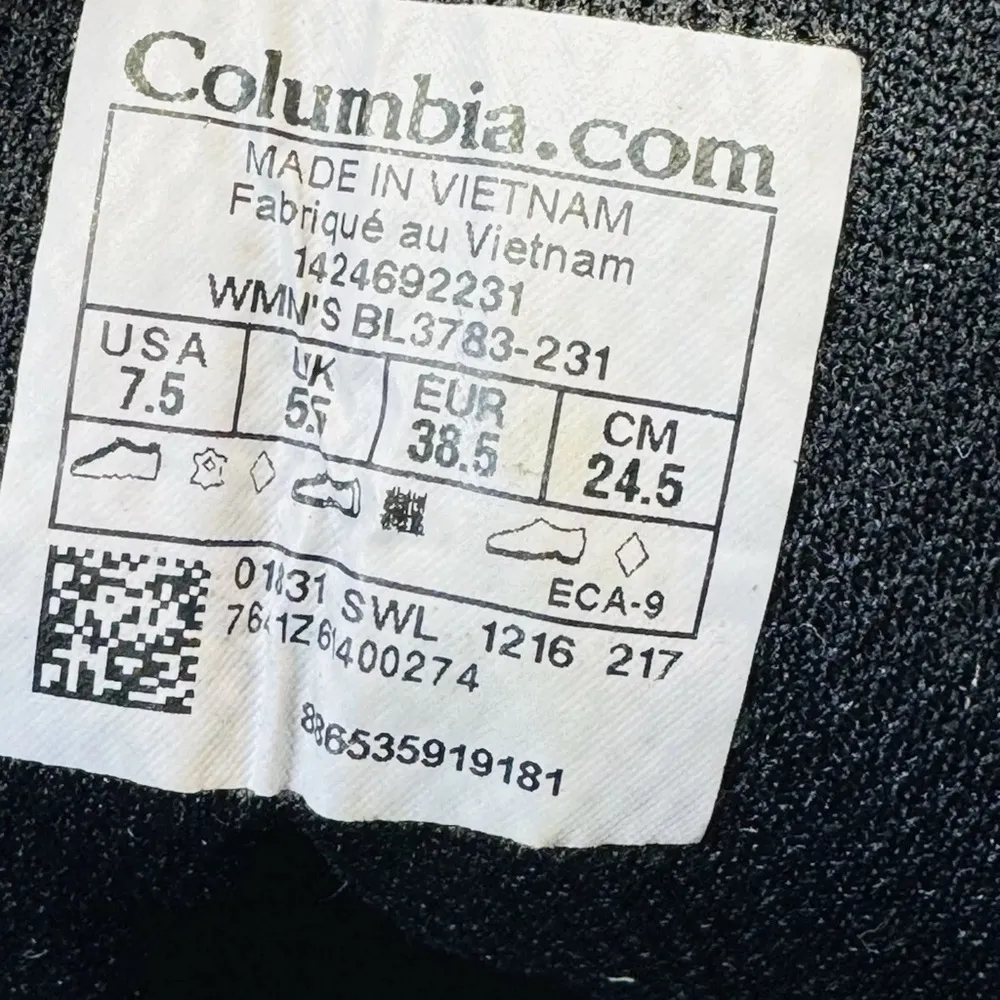 Columbia.com
MADE IN VIETNAM
Fabriqué au Vietnam
1424692231
WMN'S BL3783-231
USA UK EUR CM
7.5 38.5 24.5
ECA-9
SWL 1216 217
886535919181